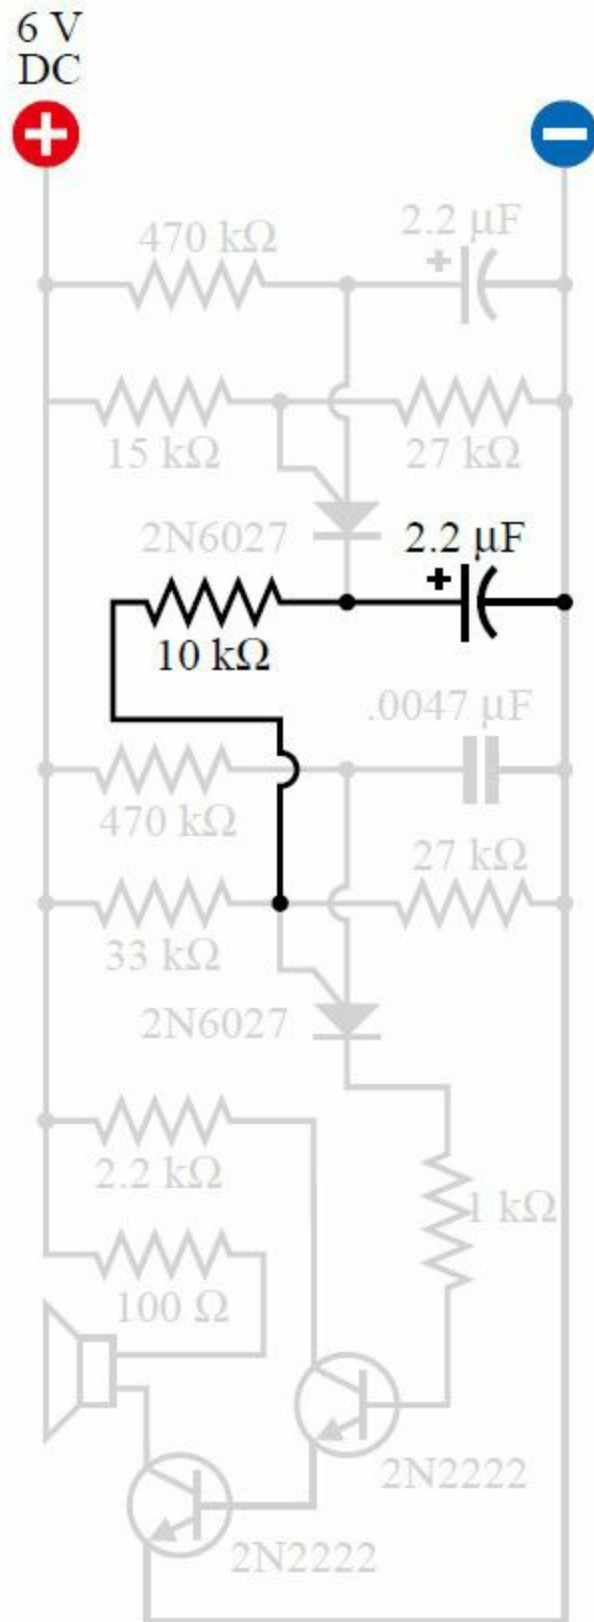 6 V
DC
470 kΩ
2.2 μF
+
15 kΩ
27 kΩ
2N6027
2.2 μF
+
10 kΩ
.0047 μF
470 kΩ
27 kΩ
33 kΩ
2N6027
2.2 kΩ
1 kΩ
100 Ω
2N2222
2N2222